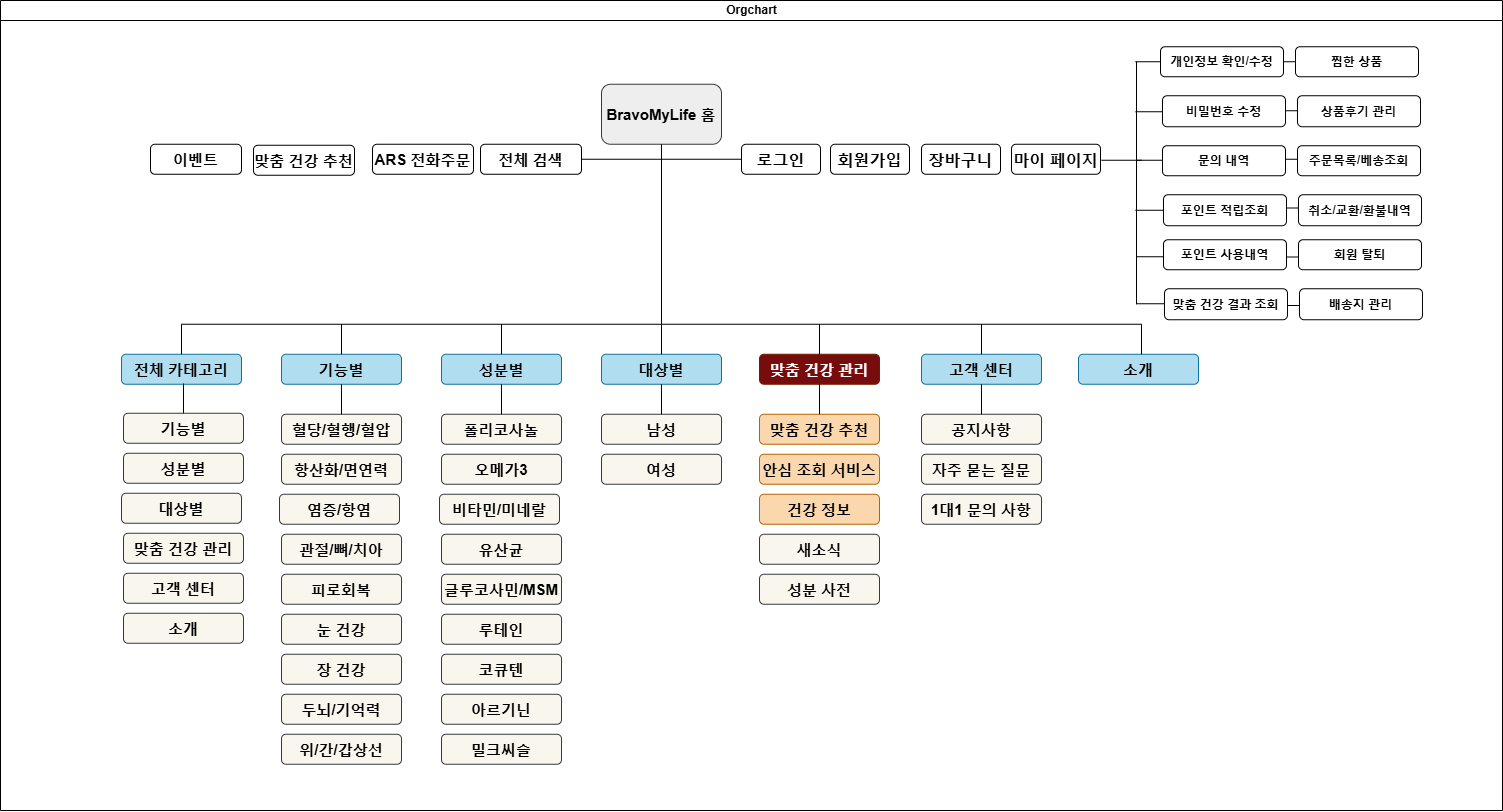 Orgchart
BravoMyLife 홈
이벤트
맞춤 건강 추천
ARS 전화주문
전체 검색
로그인
회원가입
장바구니
마이 페이지
개인정보 확인/수정
찜한 상품
비밀번호 수정
상품후기 관리
문의 내역
주문목록/베송조회
포인트 적립조회
취소/교환/환불내역
포인트 사용내역
회원 탈퇴
맞춤 건강 결과 조회
배송지 관리
전체 카테고리
기능별
성분별
대상별
맞춤 건강 관리
고객 센터
소개
기능별
성분별
대상별
맞춤 건강 관리
고객 센터
소개
혈당/혈행/혈압
항산화/면연력
염증/항염
관절/뼈/치아
피로회복
눈 건강
장 건강
두뇌/기억력
위/간/갑상선
폴리코사놀
오메가3
비타민/미네랄
유산균
글루코사민/MSM
루테인
코큐텐
아르기닌
밀크씨슬
남성
여성
맞춤 건강 추천
안심 조회 서비스
건강 정보
새소식
성분 사전
공지사항
자주 묻는 질문
1대1 문의 사항